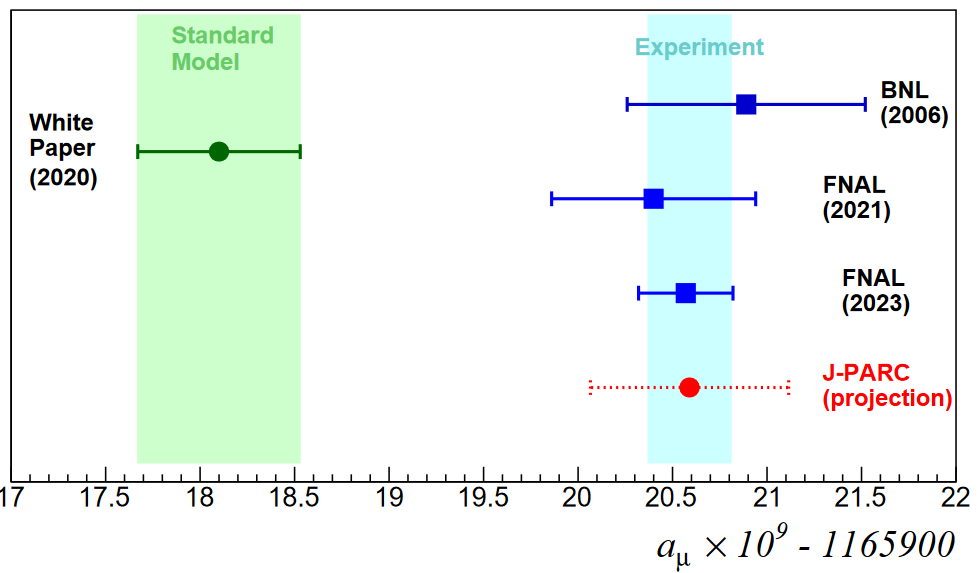 Standard
Model
Experiment
BNL
(2006)
White
Paper
(2020)
FNAL
(2021)
FNAL
(2023)
J-PARC
(projection)
17 17.5 18 18.5 19 19.5 20 20.5 21 21.5 22
aμ × 10⁹ - 1165900